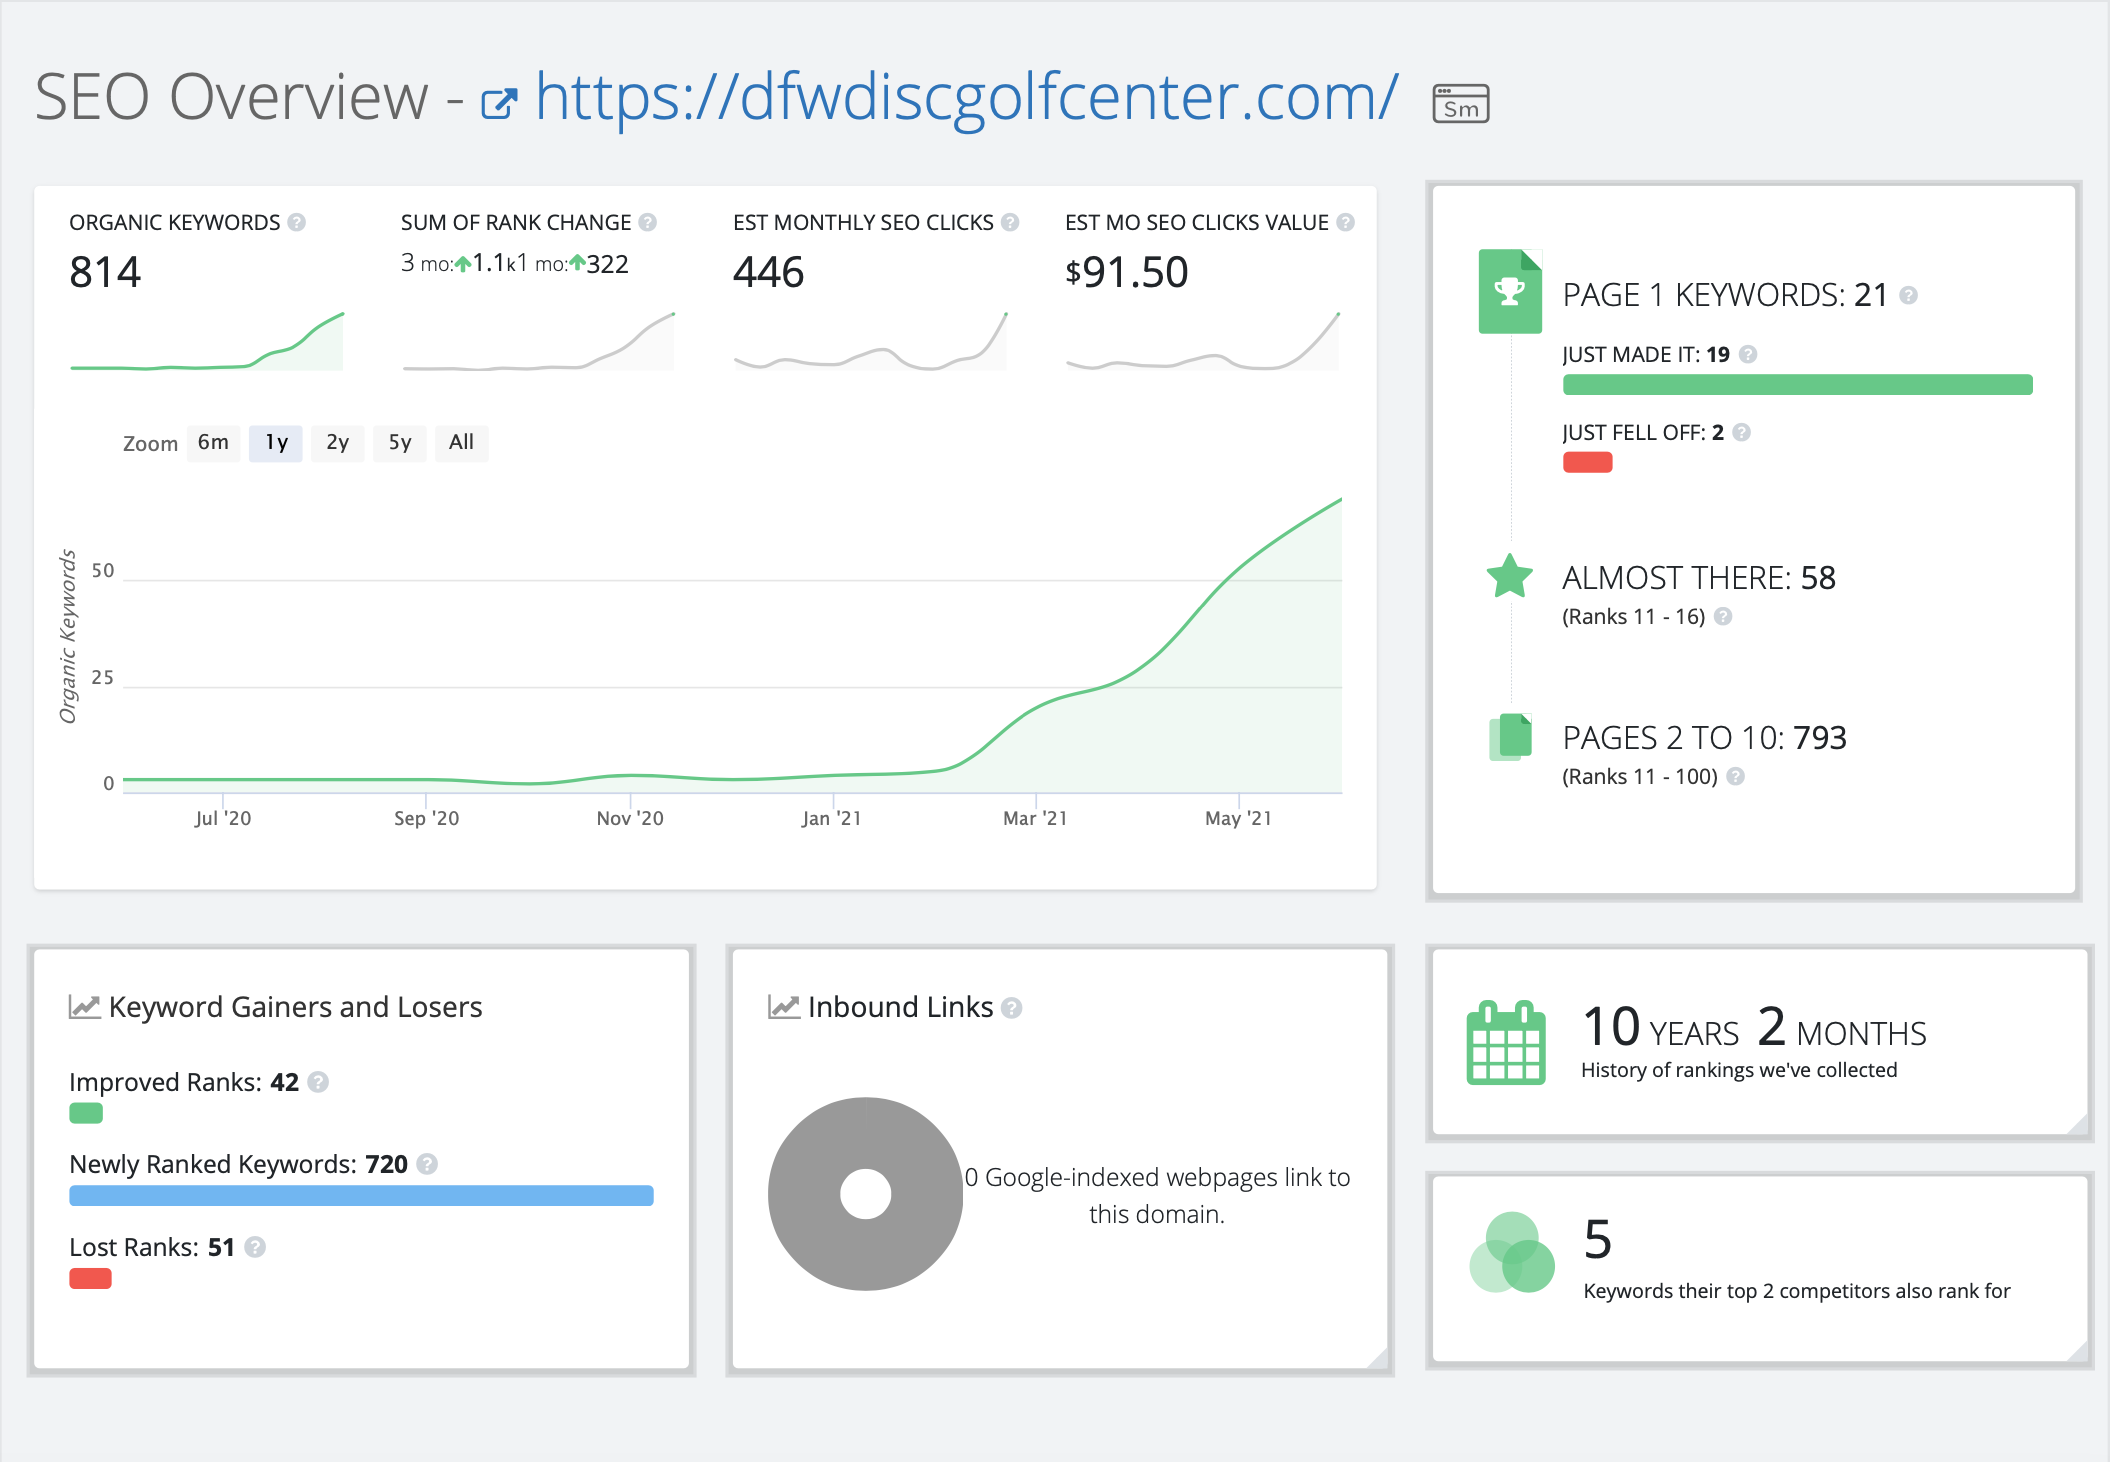 SEO Overview - https://dfwdiscgolfcenter.com/ Sm
ORGANIC KEYWORDS ?
814
SUM OF RANK CHANGE ?
3 mo:1.1k1 mo:322
EST MONTHLY SEO CLICKS ?
446
EST MO SEO CLICKS VALUE ?
$91.50
Zoom 6m 1y 2y 5y All
Organic Keywords
50
25
0
Jul '20 Sep '20 Nov '20 Jan '21 Mar '21 May '21
PAGE 1 KEYWORDS: 21 ?
JUST MADE IT: 19 ?
JUST FELL OFF: 2 ?
ALMOST THERE: 58
(Ranks 11 - 16) ?
PAGES 2 TO 10: 793
(Ranks 11 - 100) ?
Keyword Gainers and Losers
Improved Ranks: 42 ?
Newly Ranked Keywords: 720 ?
Lost Ranks: 51 ?
Inbound Links ?
0 Google-indexed webpages link to
this domain.
10 YEARS 2 MONTHS
History of rankings we've collected
5
Keywords their top 2 competitors also rank for